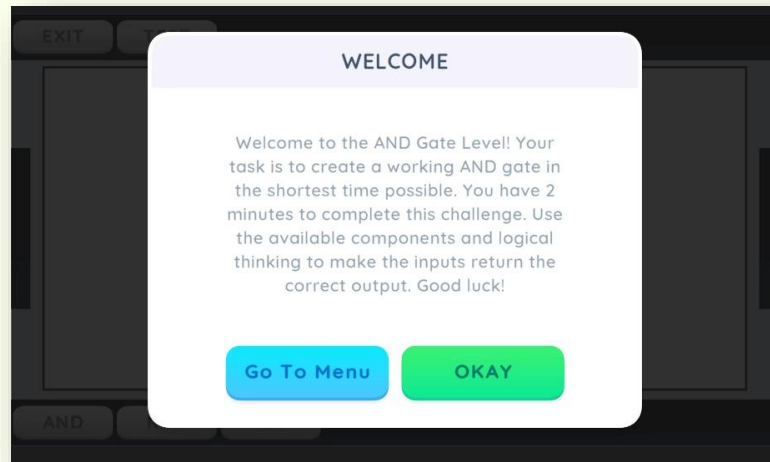 EXIT
WELCOME
Welcome to the AND Gate Level! Your
task is to create a working AND gate in
the shortest time possible. You have 2
minutes to complete this challenge. Use
the available components and logical
thinking to make the inputs return the
correct output. Good luck!
Go To Menu
OKAY
AND